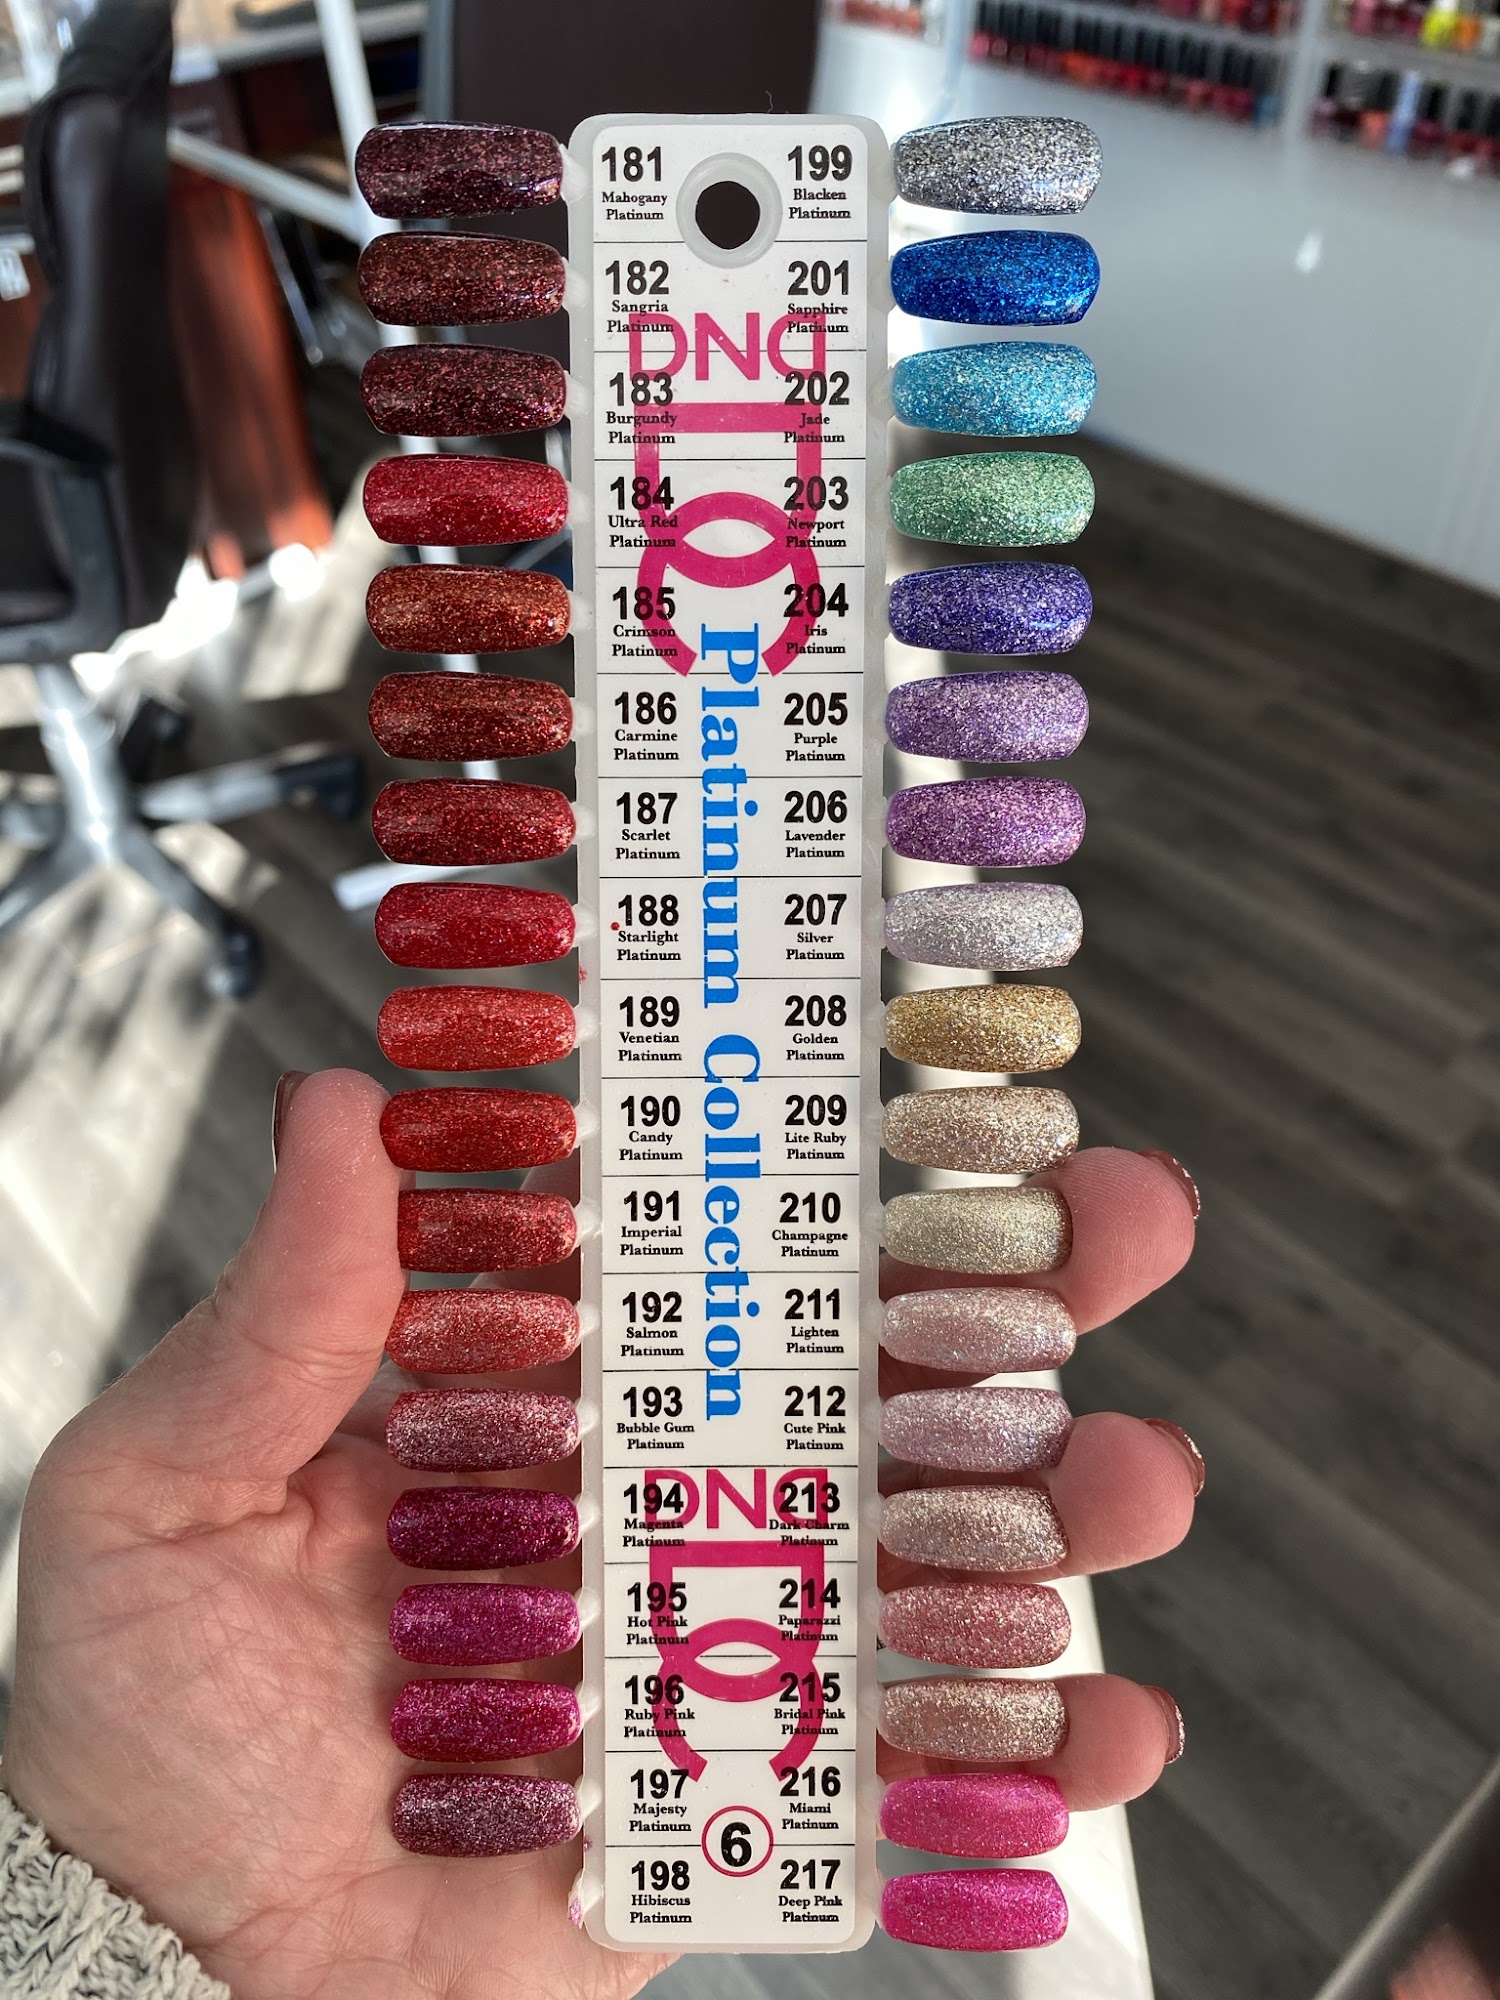 181
Mahogany
Platinum
182
Sangria
Platinum
183
Burgundy
Platinum
184
Ultra Red
Platinum
185
Crimson
Platinum
186
Carmine
Platinum
187
Scarlet
Platinum
188
Starlight
Platinum
189
Venetian
Platinum
190
Candy
Platinum
191
Imperial
Platinum
192
Salmon
Platinum
193
Bubble Gum
Platinum
194
Magenta
Platinum
195
Hot Pink
Platinum
196
Ruby Pink
Platinum
197
Majesty
Platinum
198
Hibiscus
Platinum
DND
DC
Platinum Collection
DND
DC
6
199
Blacken
Platinum
201
Sapphire
Platinum
202
Jade
Platinum
203
Newport
Platinum
204
Iris
Platinum
205
Purple
Platinum
206
Lavender
Platinum
207
Silver
Platinum
208
Golden
Platinum
209
Lite Ruby
Platinum
210
Champagne
Platinum
211
Lighten
Platinum
212
Cute Pink
Platinum
213
Dark Charm
Platinum
214
Paparazzi
Platinum
215
Bridal Pink
Platinum
216
Miami
Platinum
217
Deep Pink
Platinum